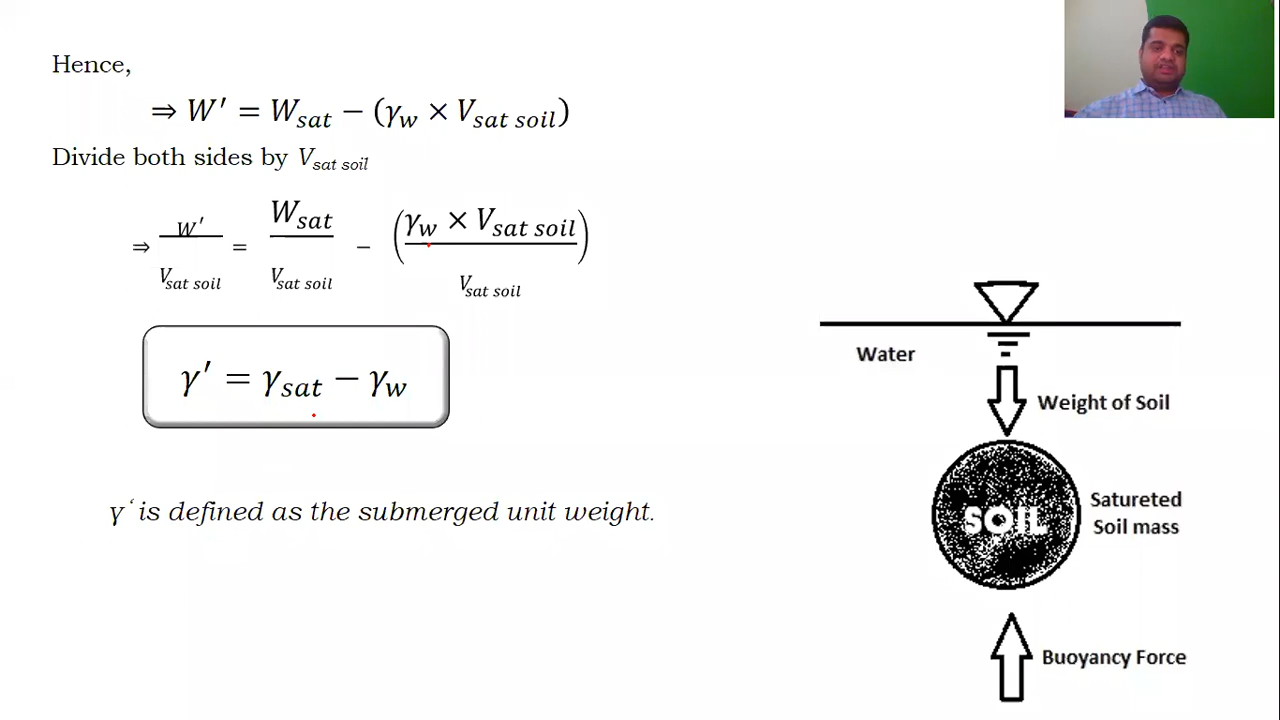 Hence,
⇒ W′ = W_sat − (γ_w × V_sat soil)
Divide both sides by V_sat soil
⇒ W′/V_sat soil = W_sat/V_sat soil − (γ_w × V_sat soil)/V_sat soil
γ′ = γ_sat − γ_w
γ‘ is defined as the submerged unit weight.
Water
Weight of Soil
SOIL
Satureted
Soil mass
Buoyancy Force